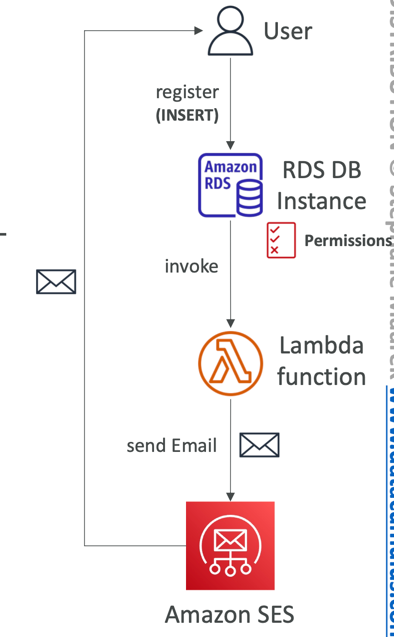 User
register
(INSERT)
Amazon
RDS
RDS DB
Instance
Permissions
invoke
Lambda
function
send Email
Amazon SES